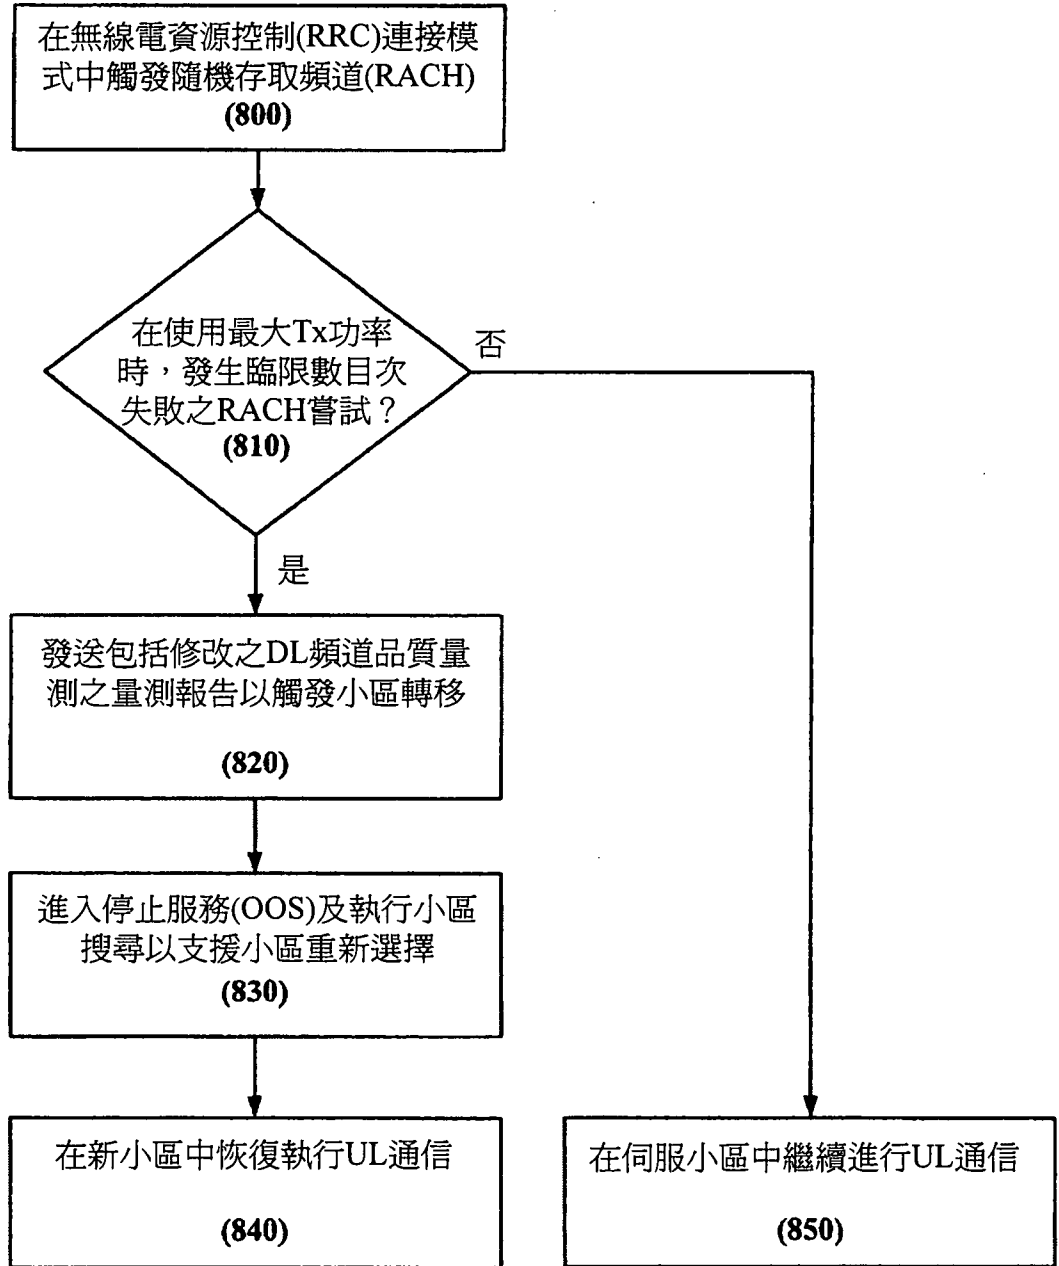 在無線電資源控制(RRC)連接模
式中觸發隨機存取頻道(RACH)
(800)
在使用最大Tx功率
時，發生臨限數目次
失敗之RACH嘗試？
(810)
否
是
發送包括修改之DL頻道品質量
測之量測報告以觸發小區轉移
(820)
進入停止服務(OOS)及執行小區
搜尋以支援小區重新選擇
(830)
在新小區中恢復執行UL通信
(840)
在伺服小區中繼續進行UL通信
(850)